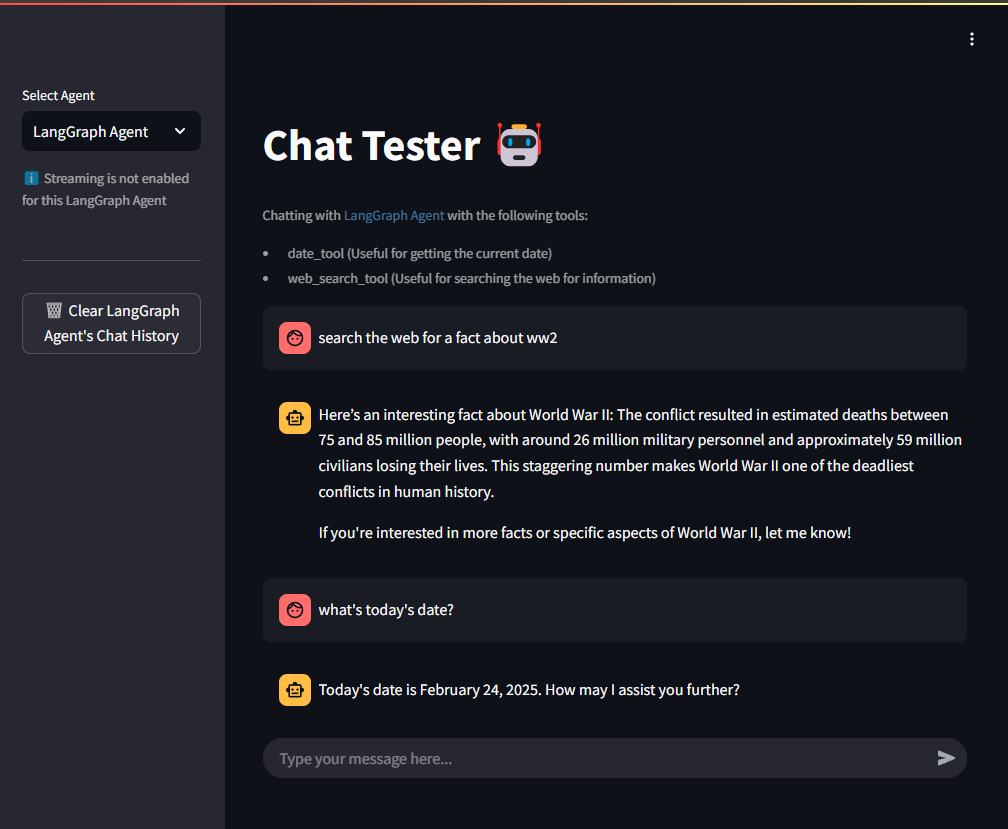 Select Agent
LangGraph Agent
Streaming is not enabled
for this LangGraph Agent
Clear LangGraph
Agent's Chat History
Chat Tester
Chatting with LangGraph Agent with the following tools:
• date_tool (Useful for getting the current date)
• web_search_tool (Useful for searching the web for information)
search the web for a fact about ww2
Here’s an interesting fact about World War II: The conflict resulted in estimated deaths between
75 and 85 million people, with around 26 million military personnel and approximately 59 million
civilians losing their lives. This staggering number makes World War II one of the deadliest
conflicts in human history.
If you're interested in more facts or specific aspects of World War II, let me know!
what's today's date?
Today's date is February 24, 2025. How may I assist you further?
Type your message here...